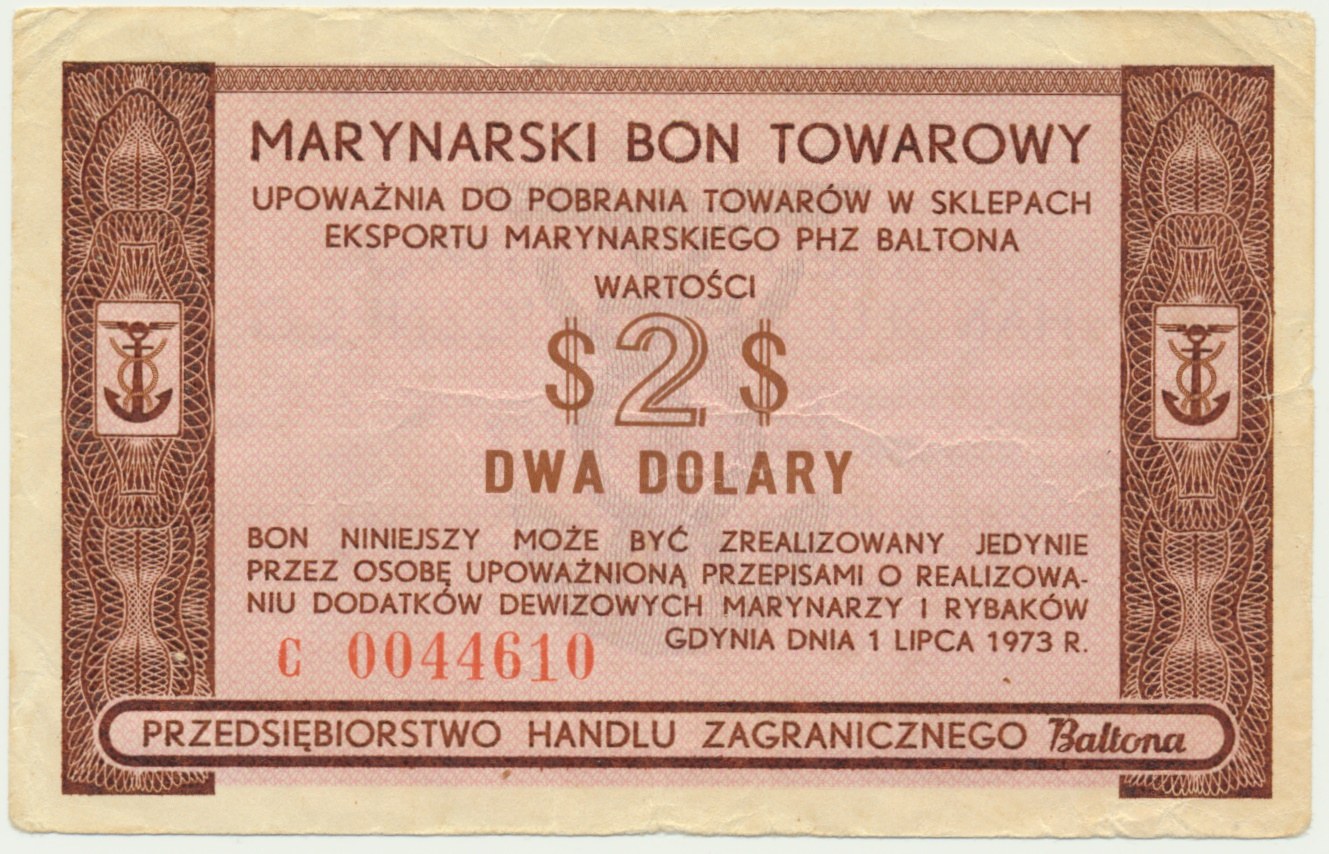 MARYNARSKI BON TOWAROWY
UPOWAŻNIA DO POBRANIA TOWARÓW W SKLEPACH
EKSPORTU MARYNARSKIEGO PHZ BALTONA
WARTOŚCI
$ 2 $
DWA DOLARY
BON NINIEJSZY MOŻE BYĆ ZREALIZOWANY JEDYNIE
PRZEZ OSOBĘ UPOWAŻNIONĄ PRZEPISAMI O REALIZOWA-
NIU DODATKÓW DEWIZOWYCH MARYNARZY I RYBAKÓW
GDYNIA DNIA 1 LIPCA 1973 R.
C 0044610
PRZEDSIĘBIORSTWO HANDLU ZAGRANICZNEGO Baltona